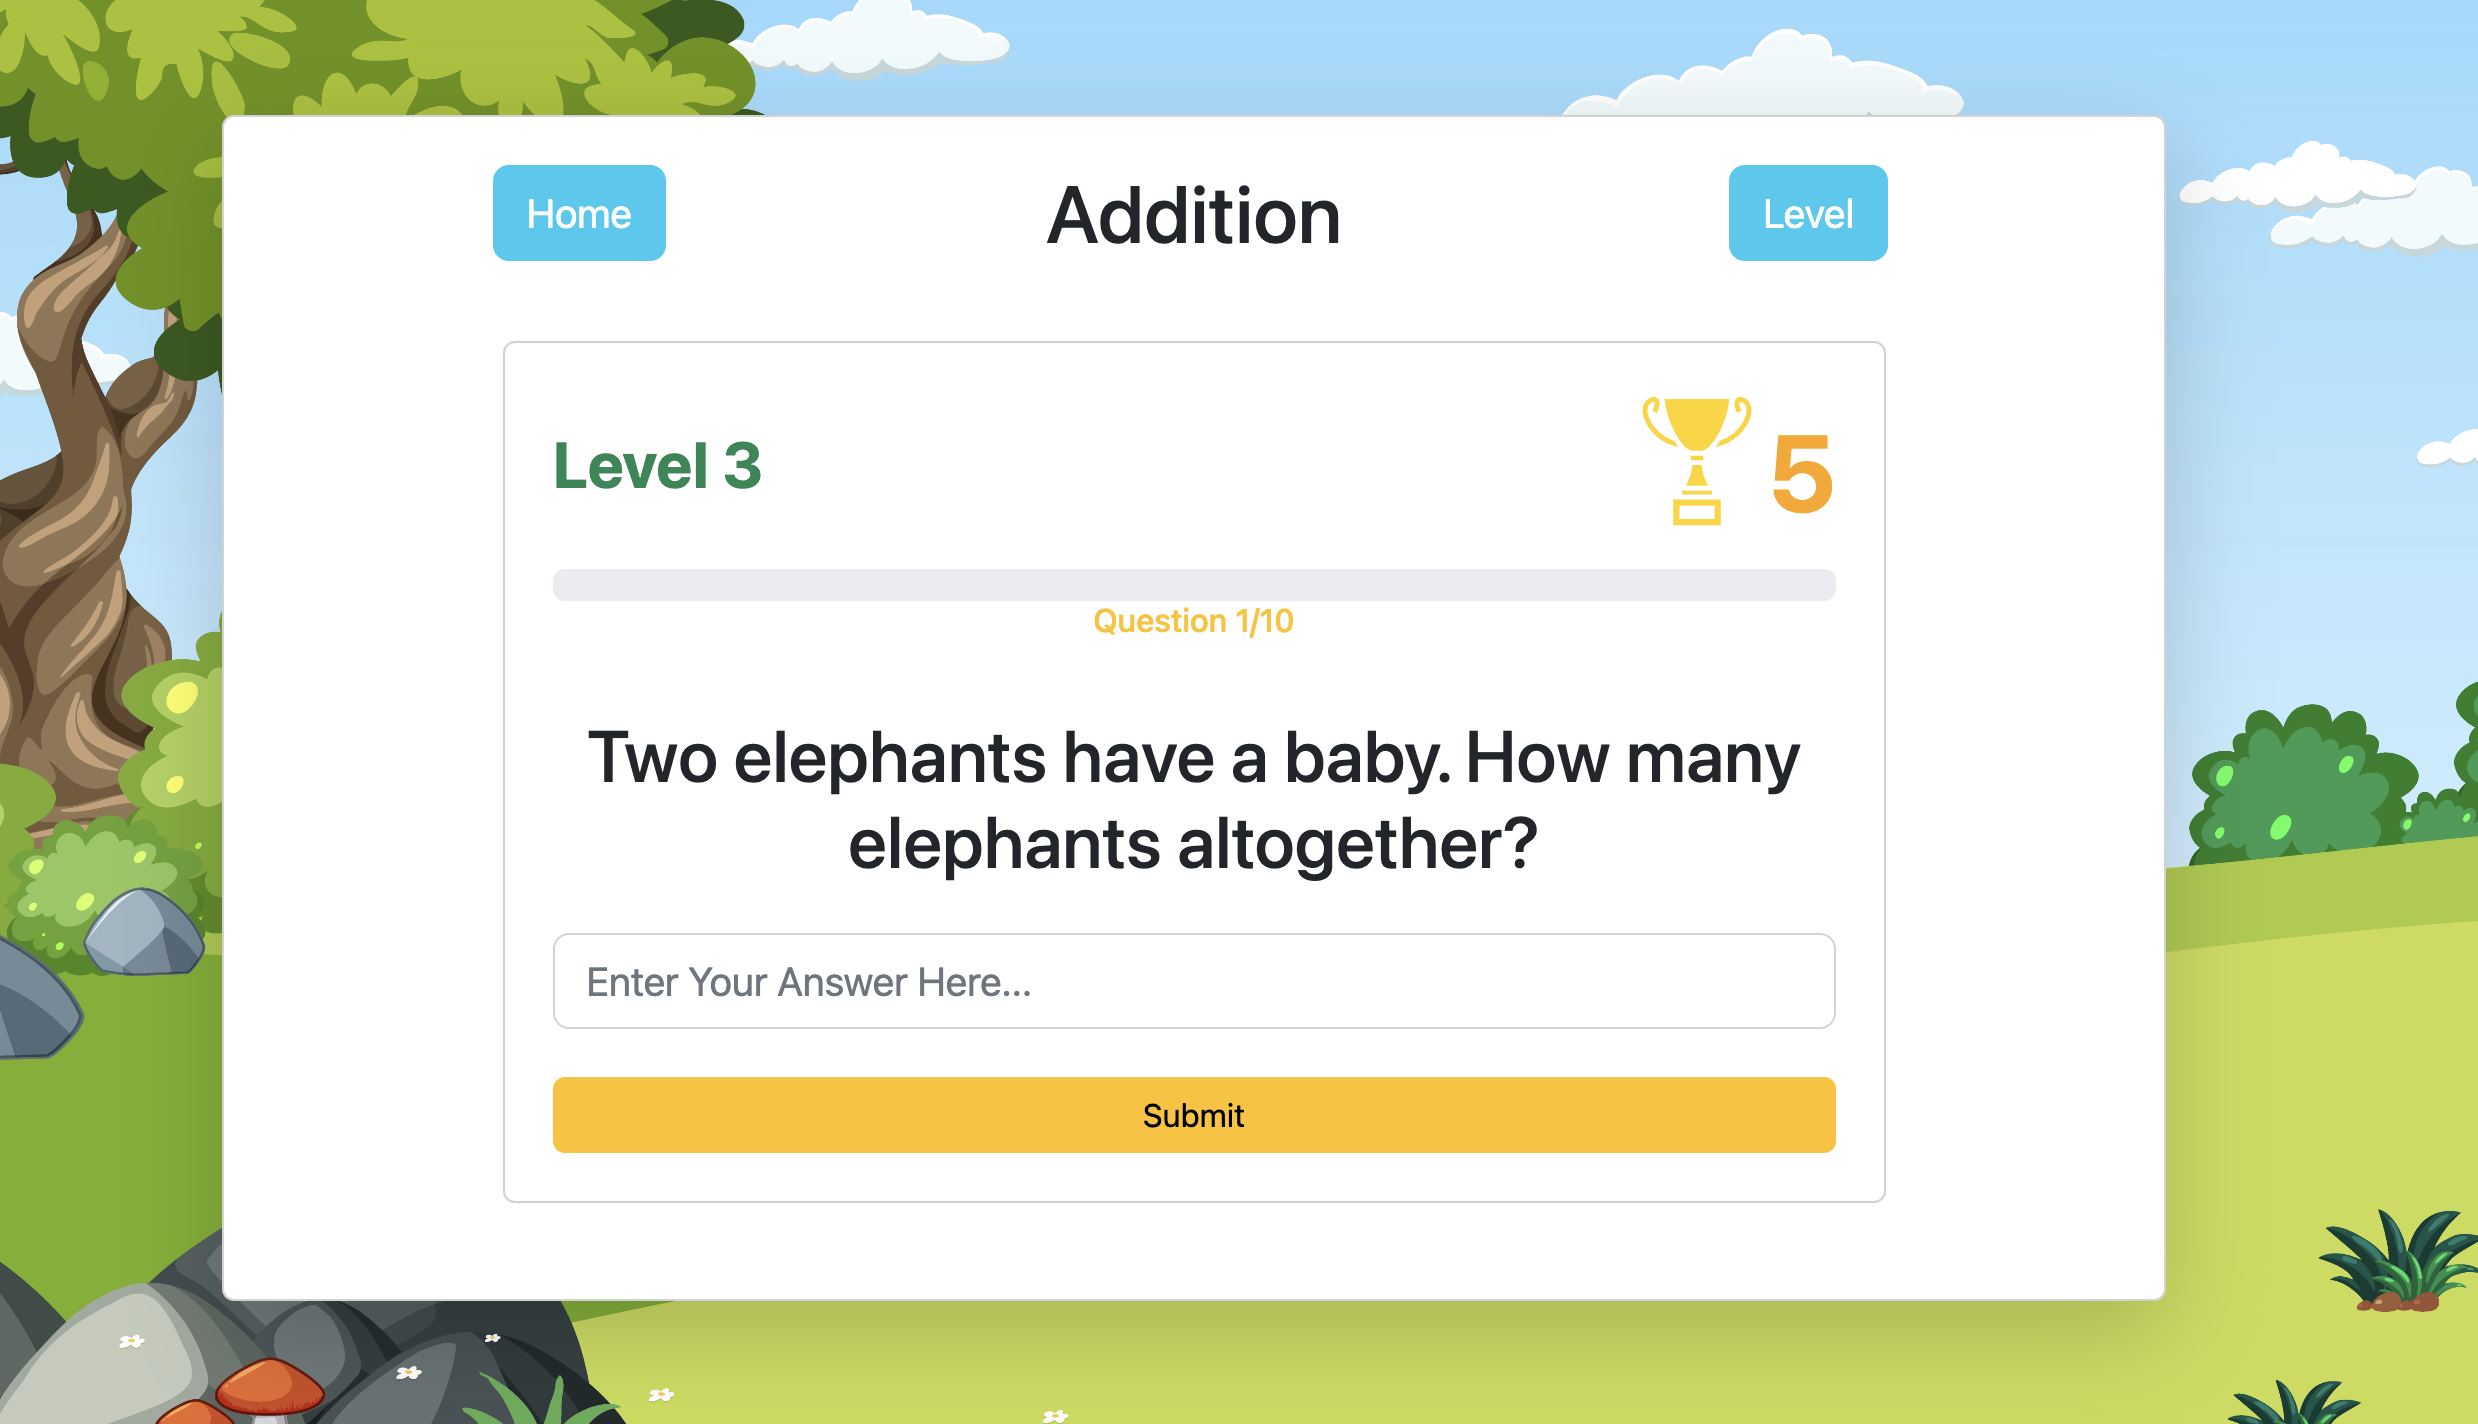 Home
Addition
Level
Level 3
5
Question 1/10
Two elephants have a baby. How many
elephants altogether?
Enter Your Answer Here...
Submit